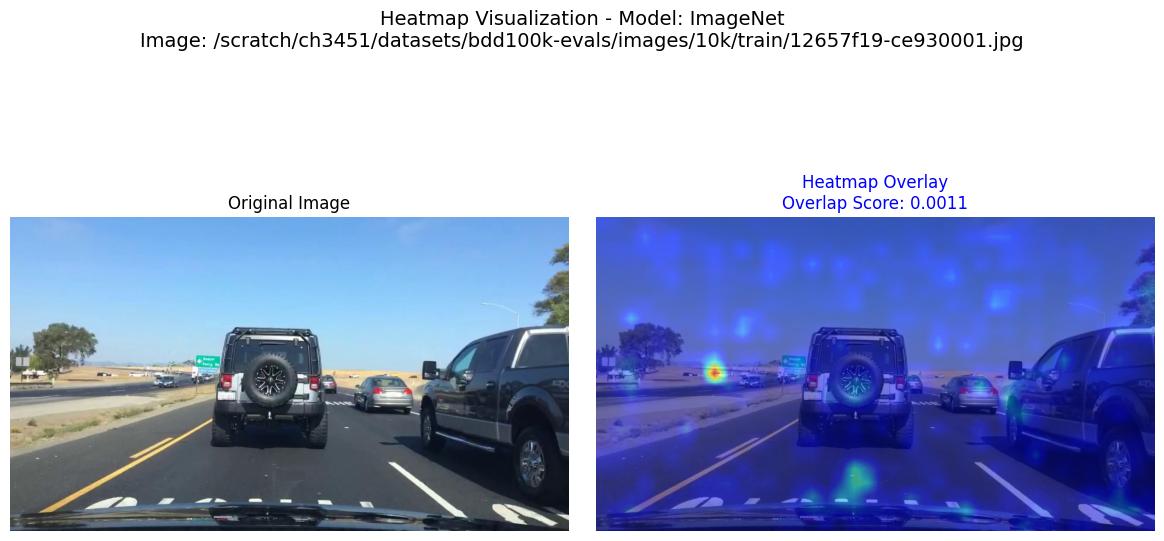 Heatmap Visualization - Model: ImageNet
Image: /scratch/ch3451/datasets/bdd100k-evals/images/10k/train/12657f19-ce930001.jpg
Original Image
Heatmap Overlay
Overlap Score: 0.0011